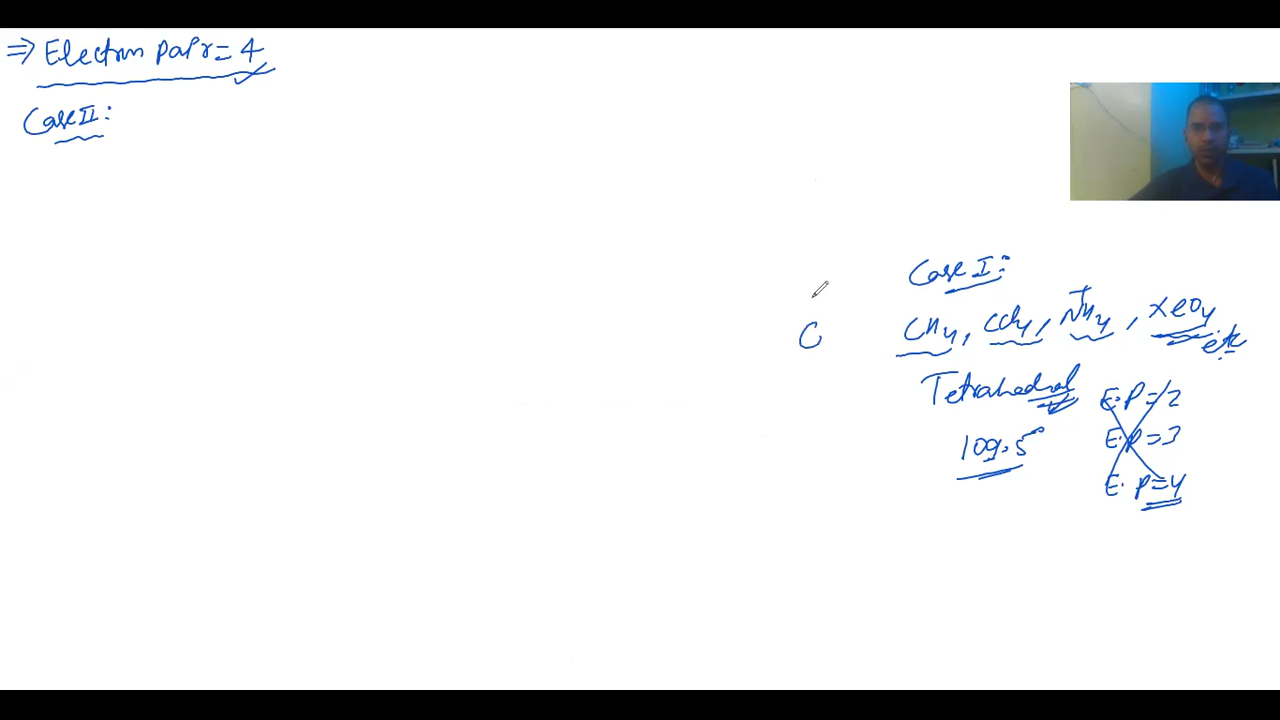 ⇒ Electron pair = 4
Case II:
Case I:
C CH4, CCl4, NH4+, XeO4
etc
Tetrahedral
E.P = 2
109.5°
E.P = 3
E.P = 4